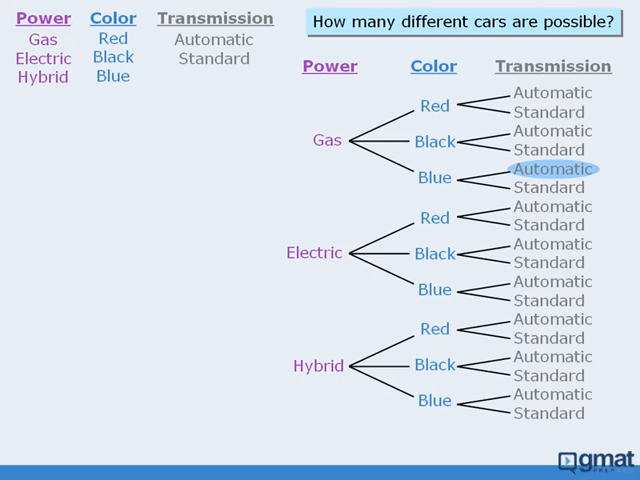 Power Color Transmission
Gas Red Automatic
Electric Black Standard
Hybrid Blue
How many different cars are possible?
Power Color Transmission
Gas
Red
Automatic
Standard
Black
Automatic
Standard
Blue
Automatic
Standard
Electric
Red
Automatic
Standard
Black
Automatic
Standard
Blue
Automatic
Standard
Hybrid
Red
Automatic
Standard
Black
Automatic
Standard
Blue
Automatic
Standard
gmat
PREP